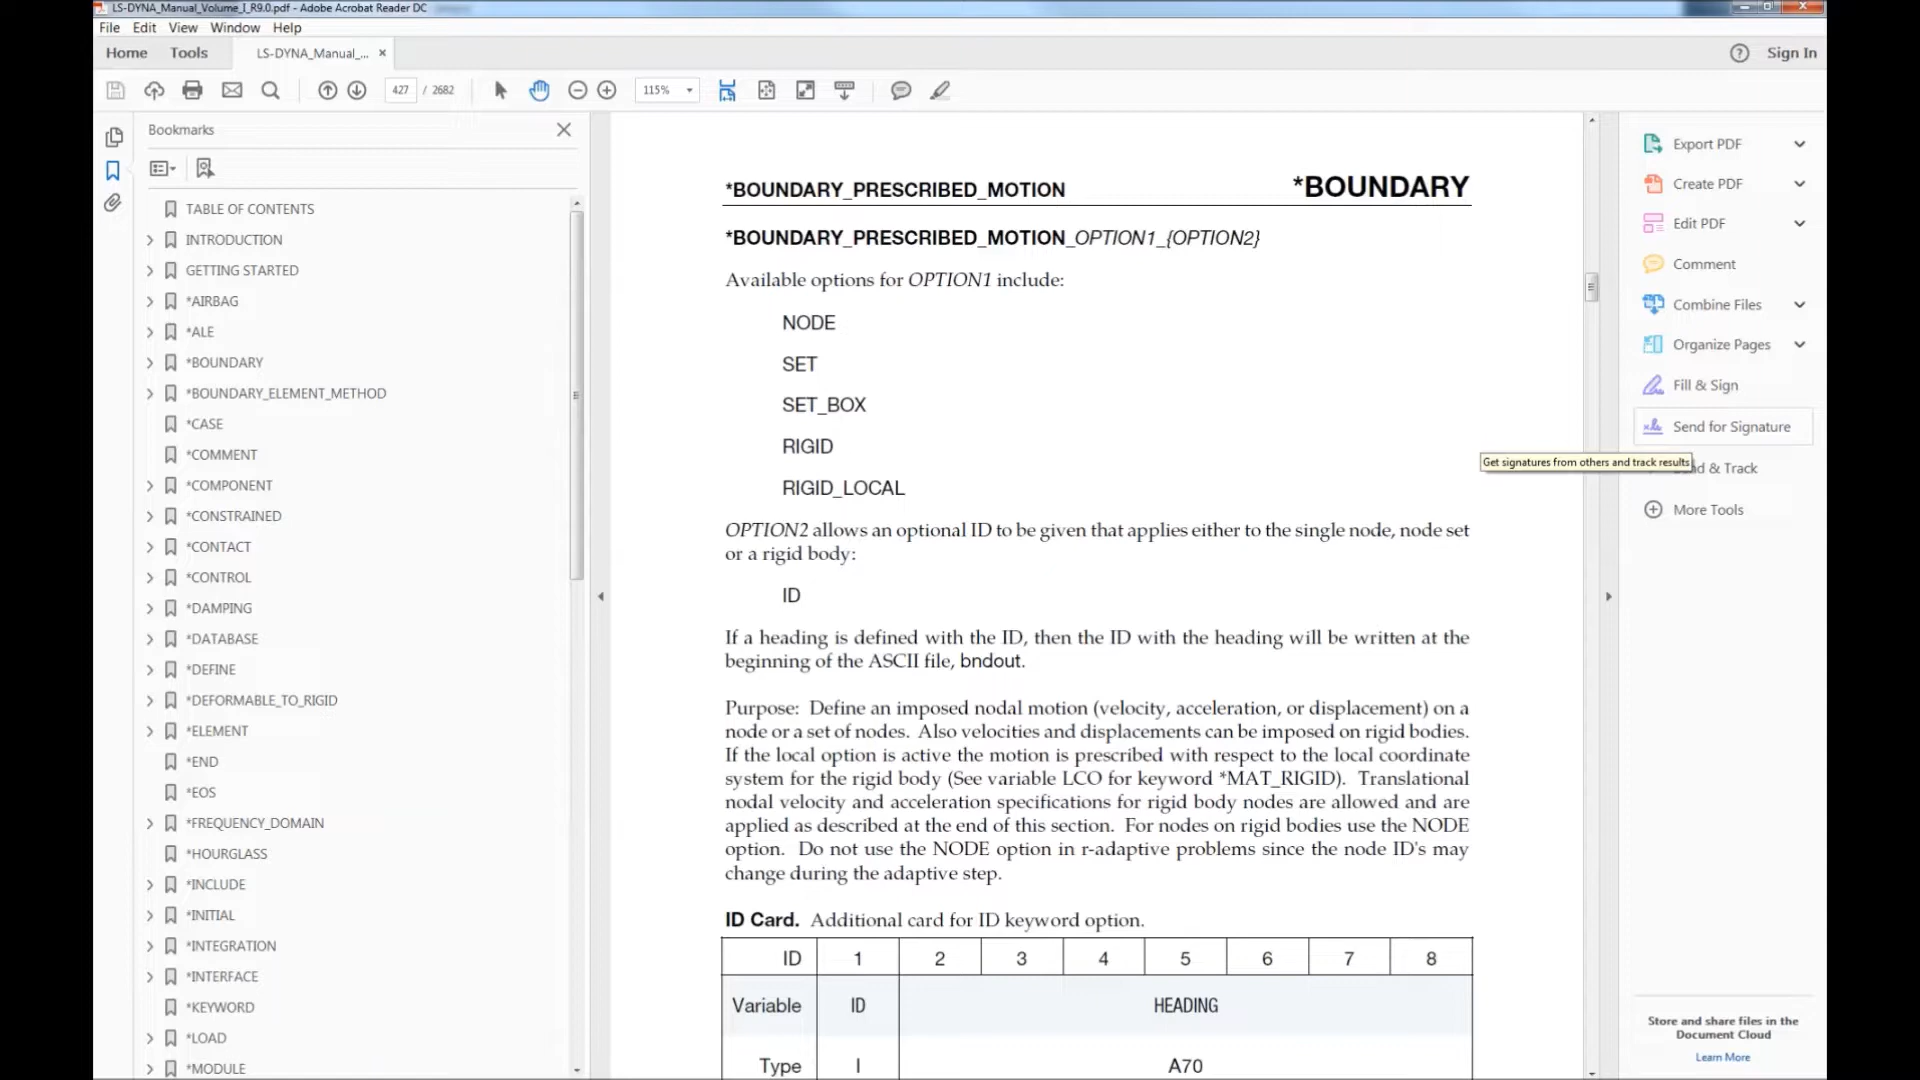 LS-DYNA_Manual_Volume_I_R9.0.pdf - Adobe Acrobat Reader DC
File Edit View Window Help
Home Tools LS-DYNA_Manual_... × Sign In
427 / 2682 115%
Bookmarks
TABLE OF CONTENTS
INTRODUCTION
GETTING STARTED
*AIRBAG
*ALE
*BOUNDARY
*BOUNDARY_ELEMENT_METHOD
*CASE
*COMMENT
*COMPONENT
*CONSTRAINED
*CONTACT
*CONTROL
*DAMPING
*DATABASE
*DEFINE
*DEFORMABLE_TO_RIGID
*ELEMENT
*END
*EOS
*FREQUENCY_DOMAIN
*HOURGLASS
*INCLUDE
*INITIAL
*INTEGRATION
*INTERFACE
*KEYWORD
*LOAD
*MODULE
*BOUNDARY_PRESCRIBED_MOTION *BOUNDARY
*BOUNDARY_PRESCRIBED_MOTION_OPTION1_{OPTION2}
Available options for OPTION1 include:
NODE
SET
SET_BOX
RIGID
RIGID_LOCAL
OPTION2 allows an optional ID to be given that applies either to the single node, node set
or a rigid body:
ID
If a heading is defined with the ID, then the ID with the heading will be written at the
beginning of the ASCII file, bndout.
Purpose: Define an imposed nodal motion (velocity, acceleration, or displacement) on a
node or a set of nodes. Also velocities and displacements can be imposed on rigid bodies.
If the local option is active the motion is prescribed with respect to the local coordinate
system for the rigid body (See variable LCO for keyword *MAT_RIGID). Translational
nodal velocity and acceleration specifications for rigid body nodes are allowed and are
applied as described at the end of this section. For nodes on rigid bodies use the NODE
option. Do not use the NODE option in r-adaptive problems since the node ID's may
change during the adaptive step.
ID Card. Additional card for ID keyword option.
ID 1 2 3 4 5 6 7 8
Variable ID HEADING
Type I A70
Export PDF
Create PDF
Edit PDF
Comment
Combine Files
Organize Pages
Fill & Sign
Send for Signature
Get signatures from others and track results
& Track
More Tools
Store and share files in the
Document Cloud
Learn More